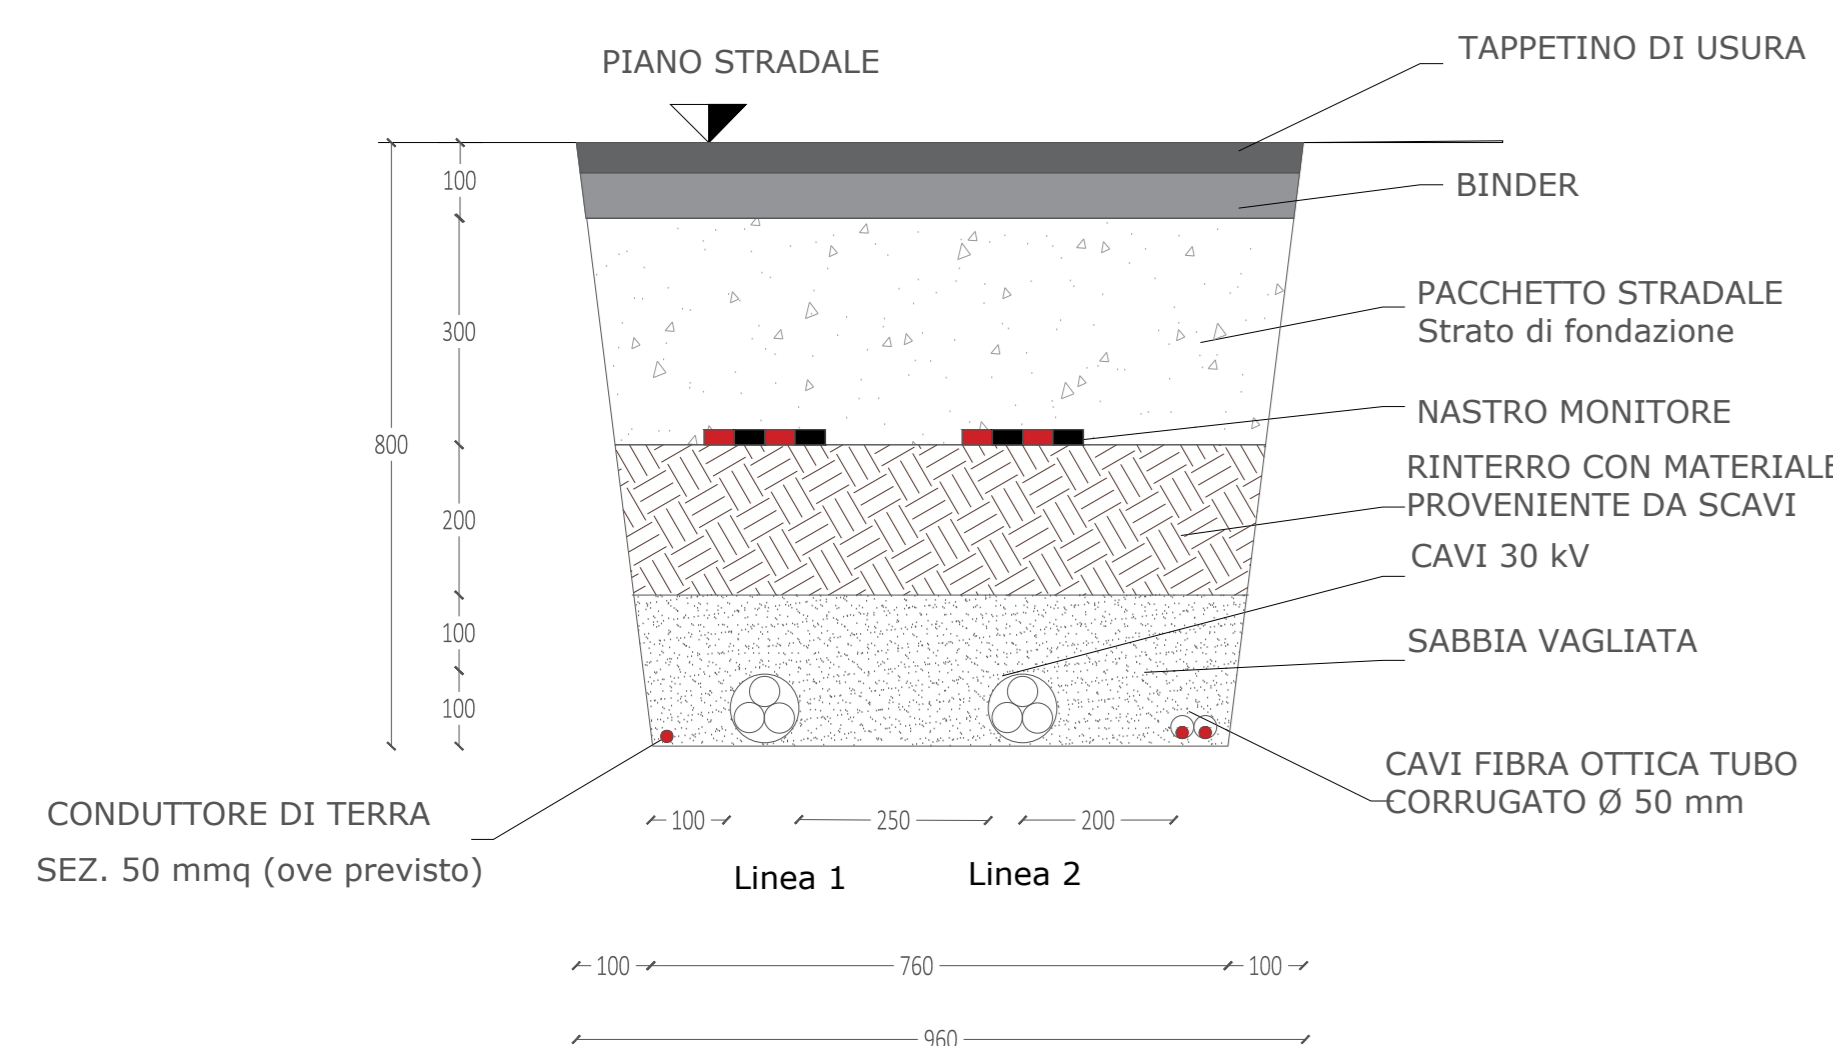 PIANO STRADALE
TAPPETINO DI USURA
BINDER
100
300
PACCHETTO STRADALE
Strato di fondazione
NASTRO MONITORE
800
RINTERRO CON MATERIALE
PROVENIENTE DA SCAVI
200
CAVI 30 kV
100
SABBIA VAGLIATA
100
CAVI FIBRA OTTICA TUBO
CORRUGATO Ø 50 mm
CONDUTTORE DI TERRA
SEZ. 50 mmq (ove previsto)
100 250 200
Linea 1 Linea 2
100 760 100
960